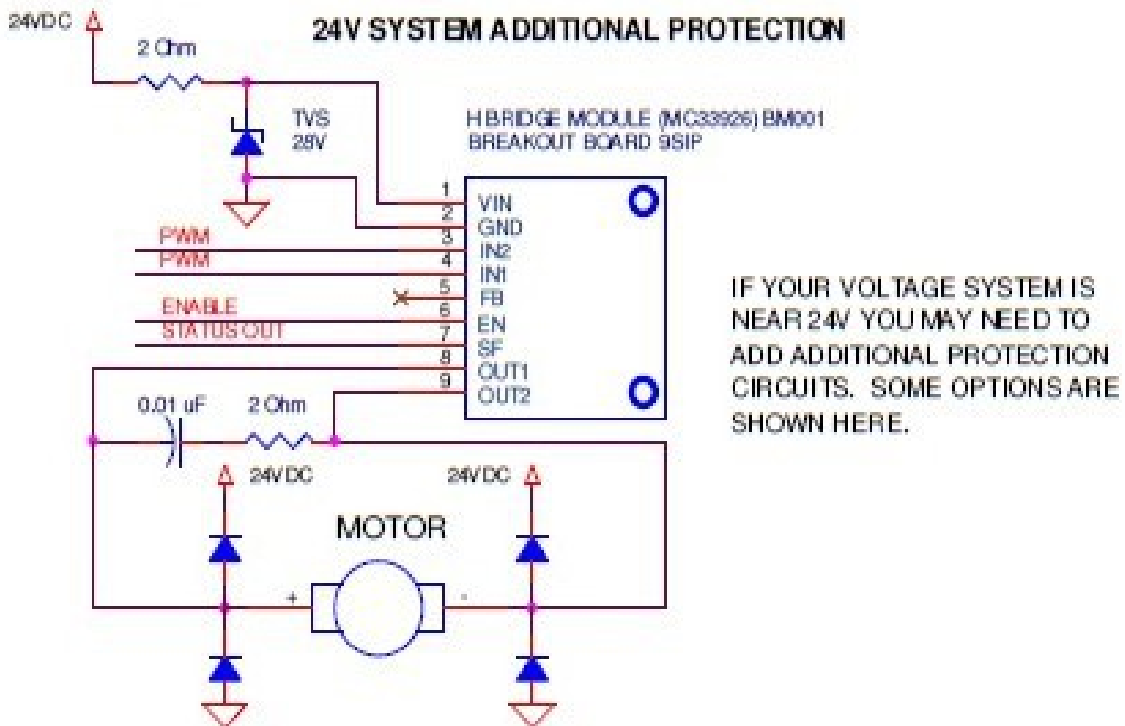 24VDC
24V SYSTEM ADDITIONAL PROTECTION
2 Ohm
TVS
28V
H BRIDGE MODULE (MC33926) BM001
BREAKOUT BOARD 9SIP
1 VIN
2 GND
PWM 3 IN2
PWM 4 IN1
5 FB
ENABLE 6 EN
STATUS OUT 7 SF
8 OUT1
9 OUT2
IF YOUR VOLTAGE SYSTEM IS
NEAR 24V YOU MAY NEED TO
ADD ADDITIONAL PROTECTION
CIRCUITS. SOME OPTIONS ARE
SHOWN HERE.
0.01 uF
2 Ohm
24VDC
24VDC
MOTOR
+ -